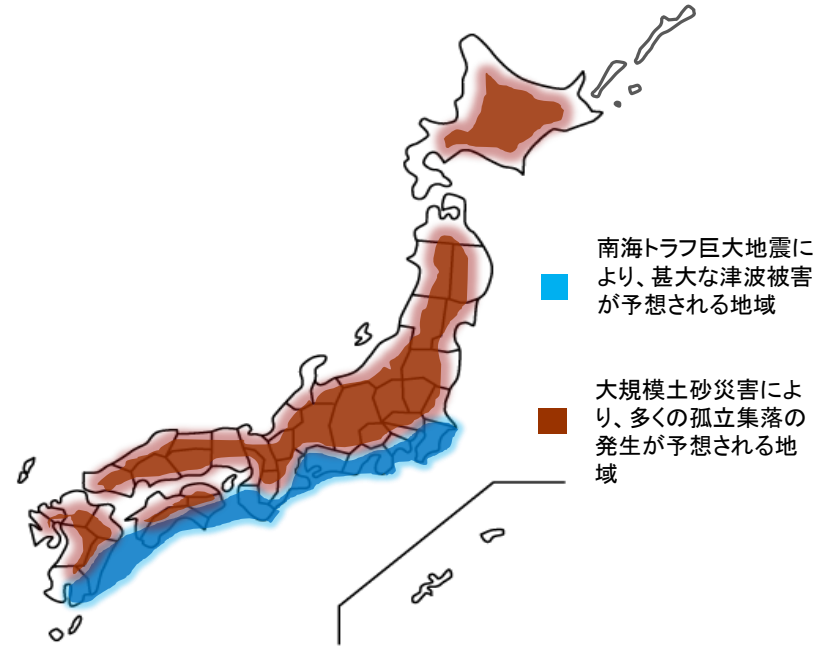 南海トラフ巨大地震に
より、甚大な津波被害
が予想される地域
大規模土砂災害によ
り、多くの孤立集落の
発生が予想される地
域